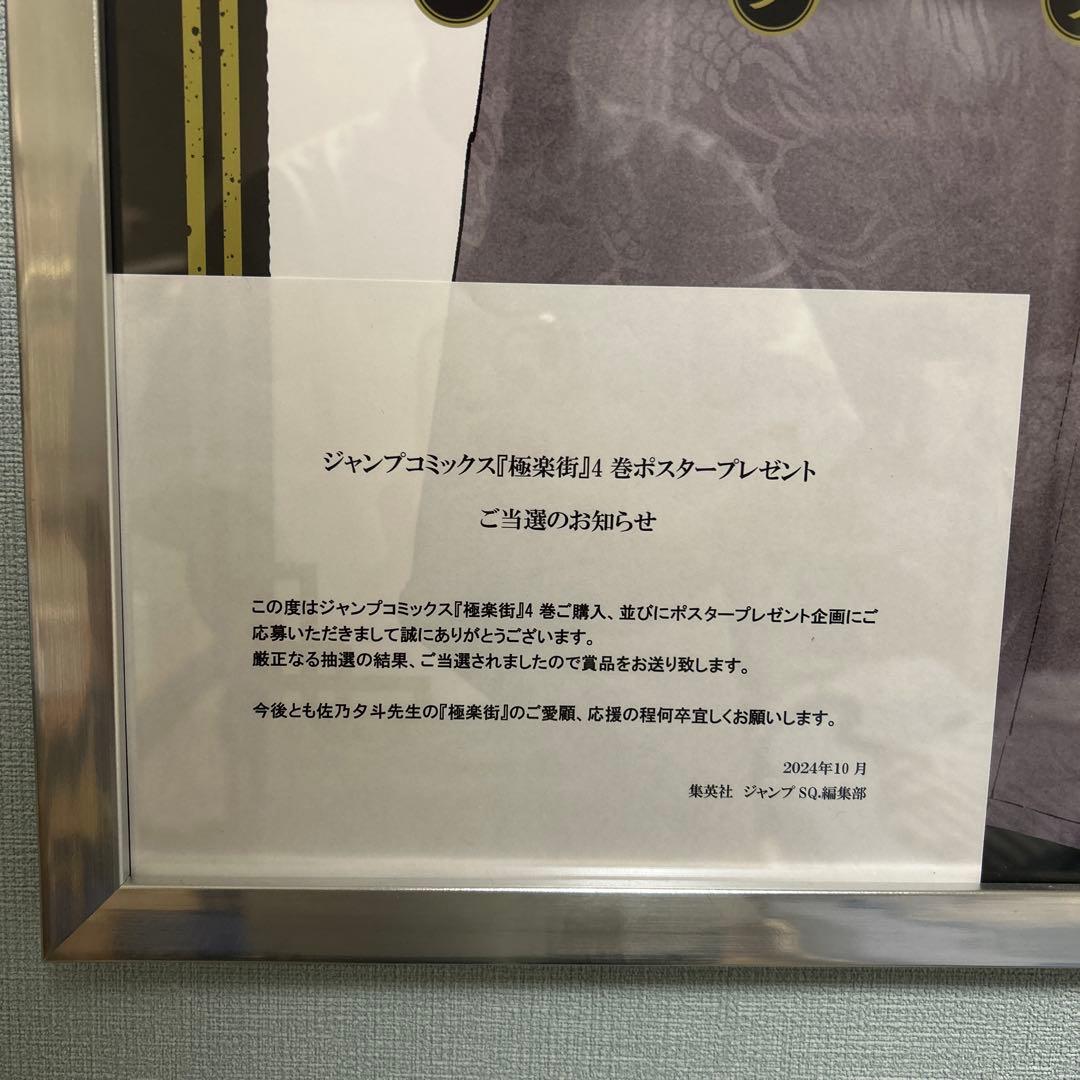 ジャンプコミックス『極楽街』4 巻ポスタープレゼント
ご当選のお知らせ
この度はジャンプコミックス『極楽街』4 巻ご購入、並びにポスタープレゼント企画にご
応募いただきまして誠にありがとうございます。
厳正なる抽選の結果、ご当選されましたので賞品をお送り致します。
今後とも佐乃夕斗先生の『極楽街』のご愛顧、応援の程何卒宜しくお願いします。
2024年10 月
集英社 ジャンプ SQ.編集部